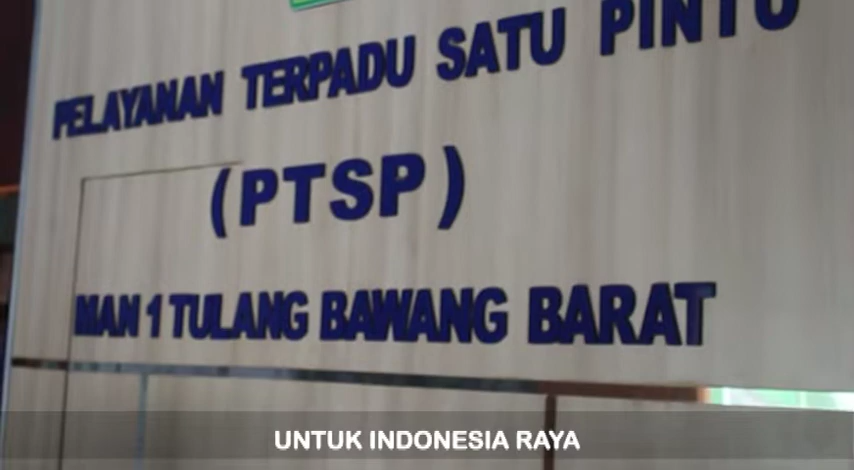 PELAYANAN TERPADU SATU PINTU
(PTSP)
MAN 1 TULANG BAWANG BARAT
UNTUK INDONESIA RAYA